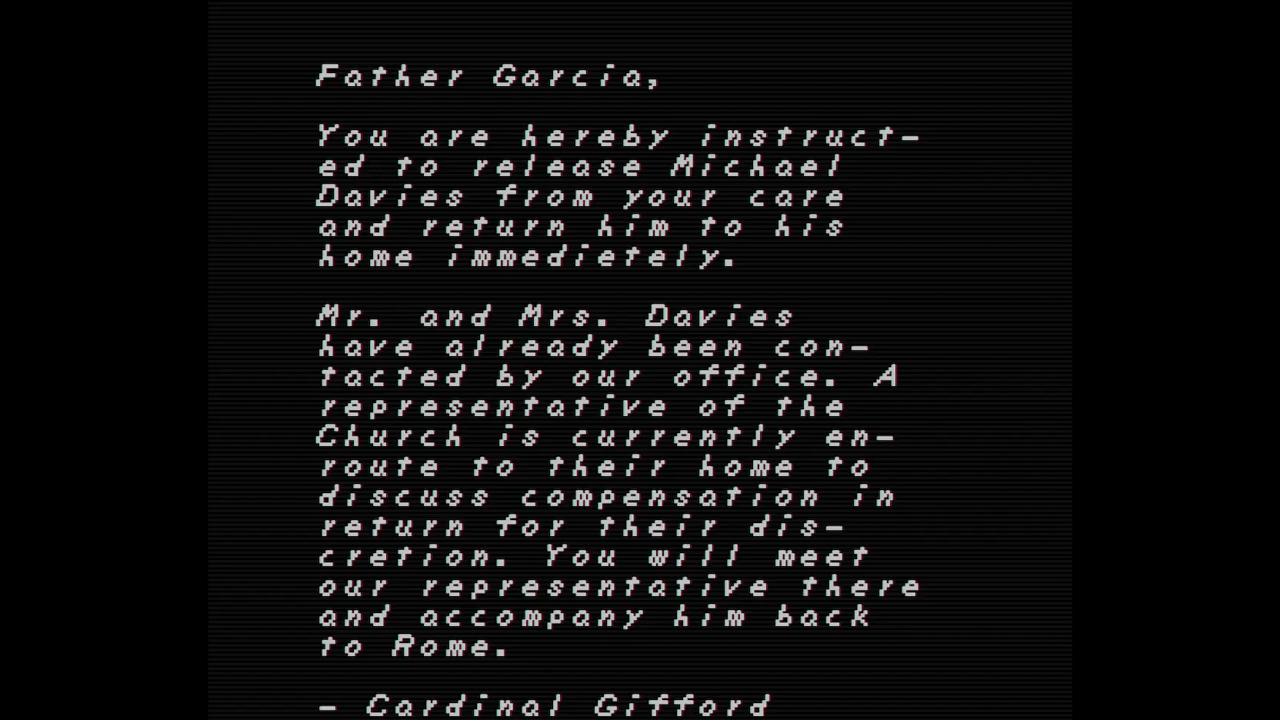 Father Garcia,
You are hereby instruct-
ed to release Michael
Davies from your care
and return him to his
home immedietely.
Mr. and Mrs. Davies
have already been con-
tacted by our office. A
representative of the
Church is currently en-
route to their home to
discuss compensation in
return for their dis-
cretion. You will meet
our representative there
and accompany him back
to Rome.
- Cardinal Gifford